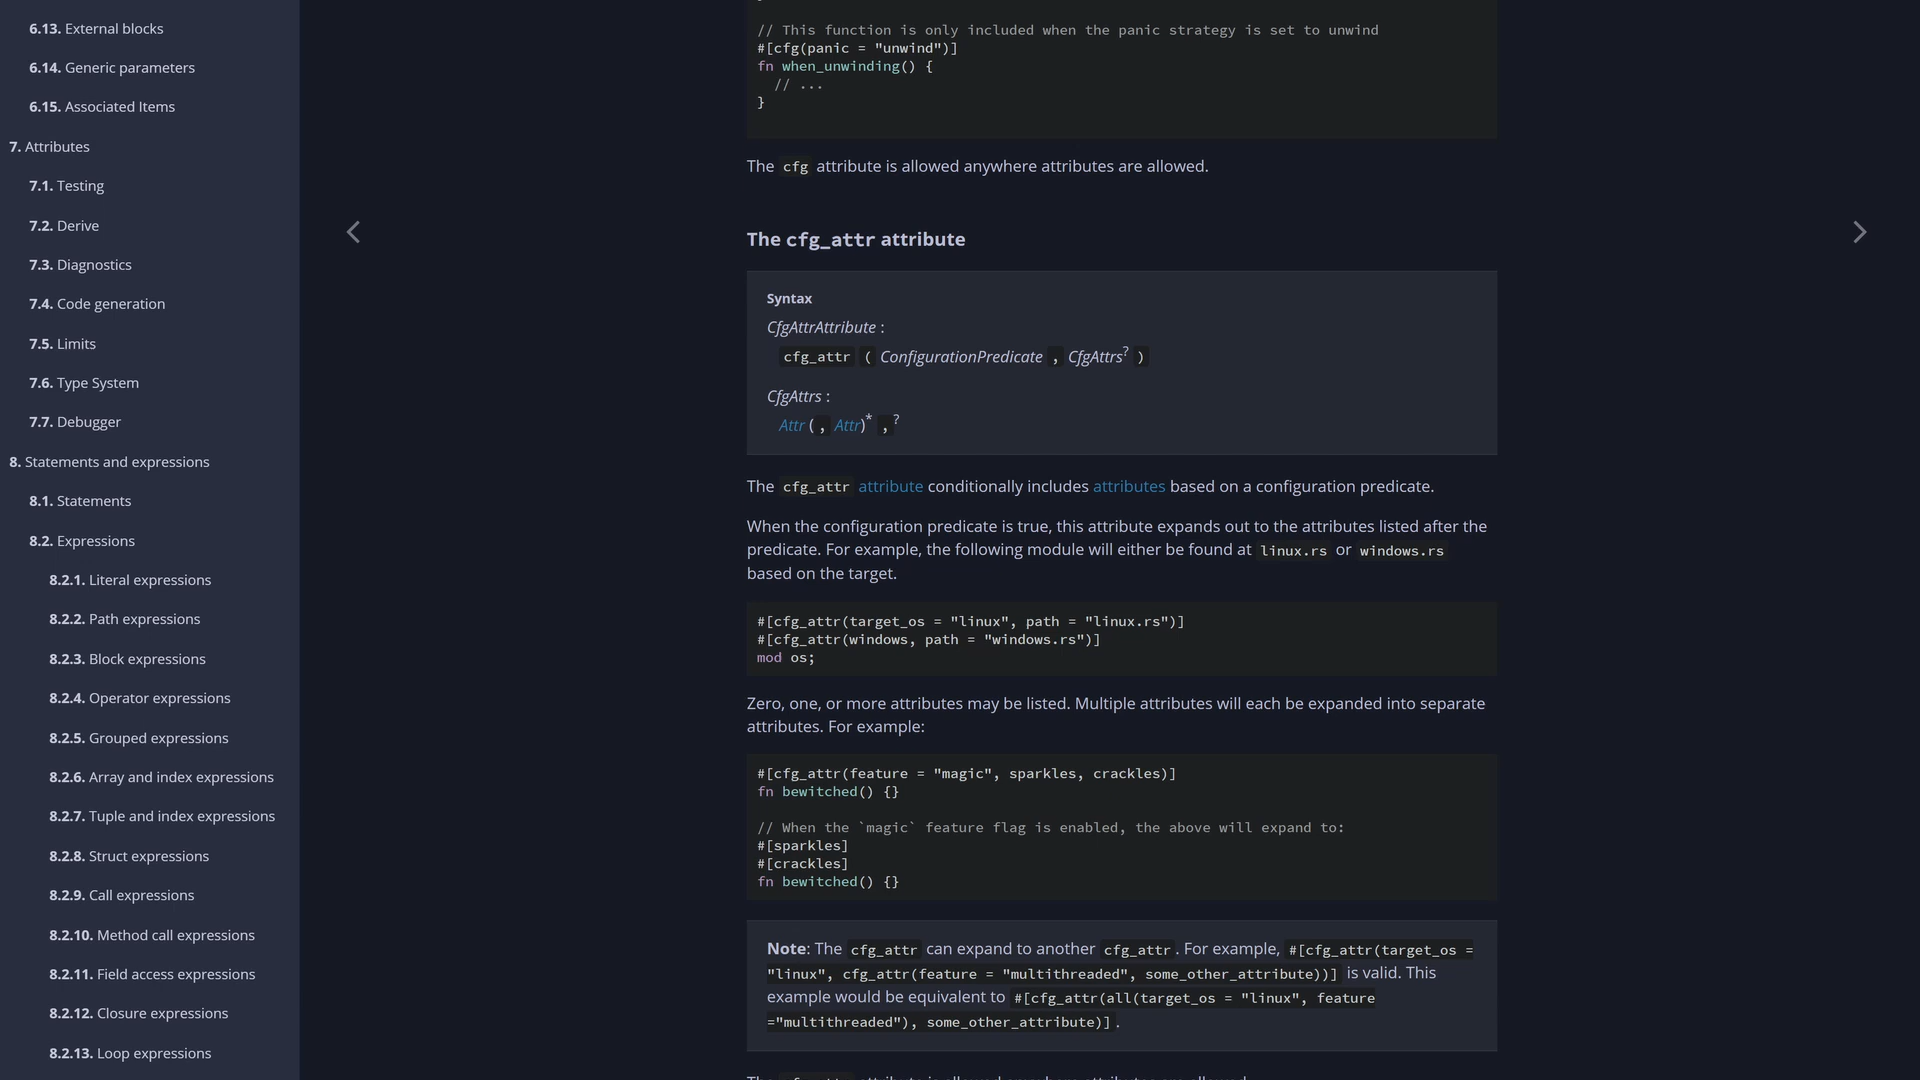 6.13. External blocks
6.14. Generic parameters
6.15. Associated Items
7. Attributes
7.1. Testing
7.2. Derive
7.3. Diagnostics
7.4. Code generation
7.5. Limits
7.6. Type System
7.7. Debugger
8. Statements and expressions
8.1. Statements
8.2. Expressions
8.2.1. Literal expressions
8.2.2. Path expressions
8.2.3. Block expressions
8.2.4. Operator expressions
8.2.5. Grouped expressions
8.2.6. Array and index expressions
8.2.7. Tuple and index expressions
8.2.8. Struct expressions
8.2.9. Call expressions
8.2.10. Method call expressions
8.2.11. Field access expressions
8.2.12. Closure expressions
8.2.13. Loop expressions
// This function is only included when the panic strategy is set to unwind
#[cfg(panic = "unwind")]
fn when_unwinding() {
  // ...
}
The cfg attribute is allowed anywhere attributes are allowed.
The cfg_attr attribute
Syntax
CfgAttrAttribute :
cfg_attr ( ConfigurationPredicate , CfgAttrs? )
CfgAttrs :
Attr ( , Attr)* ,?
The cfg_attr attribute conditionally includes attributes based on a configuration predicate.
When the configuration predicate is true, this attribute expands out to the attributes listed after the
predicate. For example, the following module will either be found at linux.rs or windows.rs
based on the target.
#[cfg_attr(target_os = "linux", path = "linux.rs")]
#[cfg_attr(windows, path = "windows.rs")]
mod os;
Zero, one, or more attributes may be listed. Multiple attributes will each be expanded into separate
attributes. For example:
#[cfg_attr(feature = "magic", sparkles, crackles)]
fn bewitched() {}
// When the `magic` feature flag is enabled, the above will expand to:
#[sparkles]
#[crackles]
fn bewitched() {}
Note: The cfg_attr can expand to another cfg_attr. For example, #[cfg_attr(target_os =
"linux", cfg_attr(feature = "multithreaded", some_other_attribute))] is valid. This
example would be equivalent to #[cfg_attr(all(target_os = "linux", feature
="multithreaded"), some_other_attribute)].